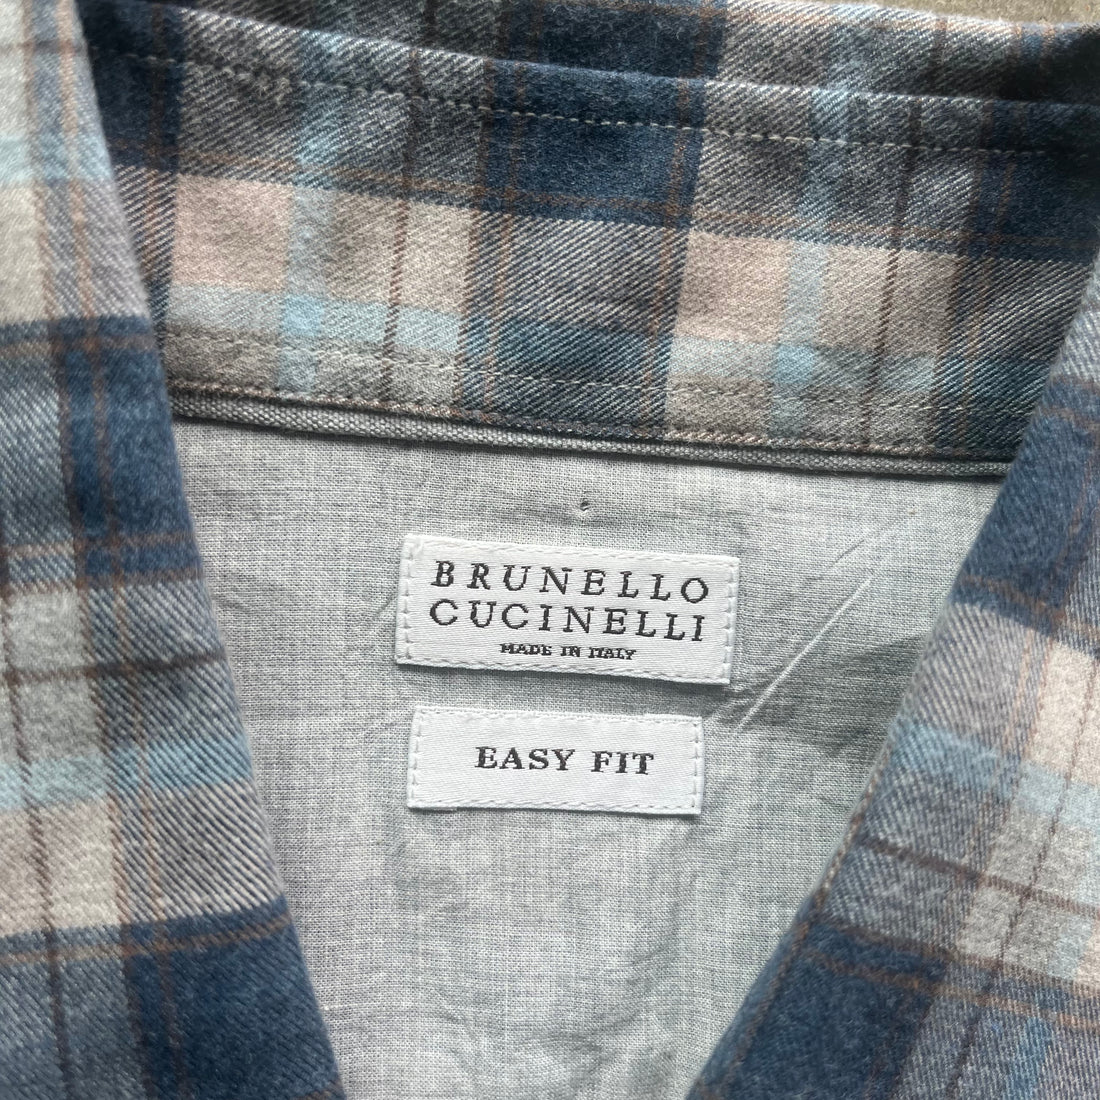 BRUNELLO
CUCINELLI
MADE IN ITALY
EASY FIT